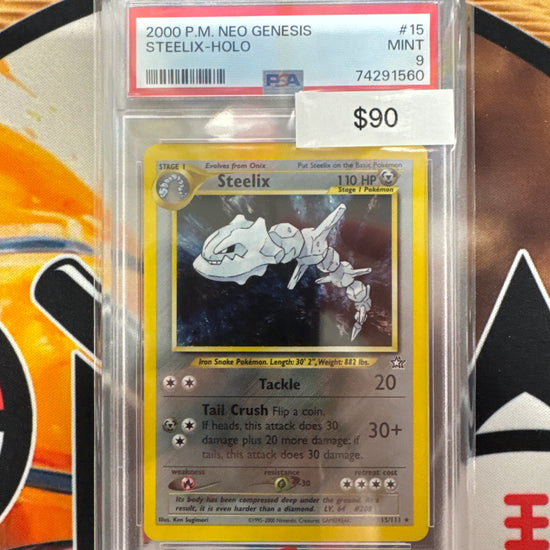 2000 P.M. NEO GENESIS #15
STEELIX-HOLO MINT
9
PSA 74291560
$90
STAGE 1 Evolves from Onix Put Steelix on the Basic Pokémon
Steelix 110 HP
Stage 1 Pokémon
Iron Snake Pokémon. Length: 30' 2", Weight: 882 lbs.
Tackle 20
Tail Crush Flip a coin.
If heads, this attack does 30
damage plus 20 more damage; if
tails, this attack does 30 damage.
30+
weakness resistance retreat cost
-30
Its body has been compressed deep under the ground. As a
result, it is even harder than a diamond. LV. 64 #208
Illus. Ken Sugimori ©1995-2000 Nintendo, Creatures, GAMEFREAK. 15/111